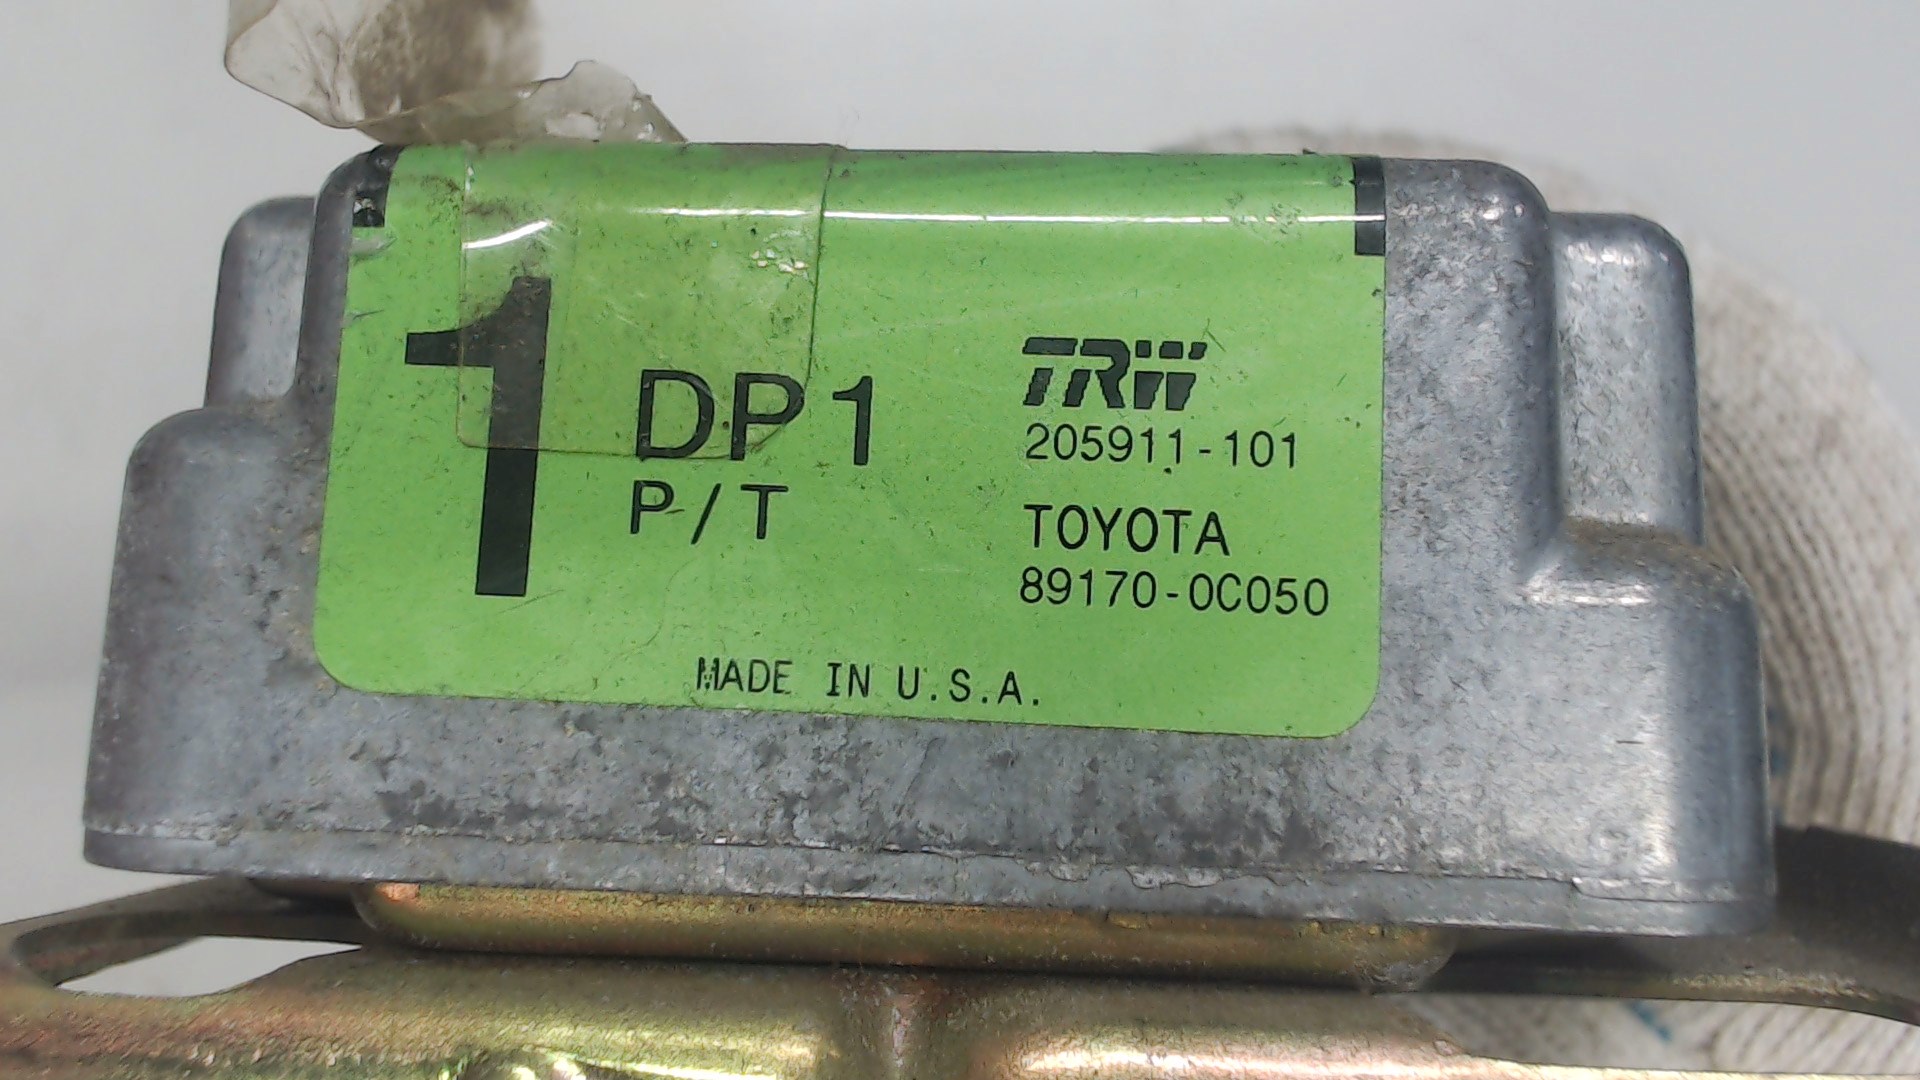 1
DP1
P/T
TRW
205911-101
TOYOTA
89170-0C050
MADE IN U.S.A.